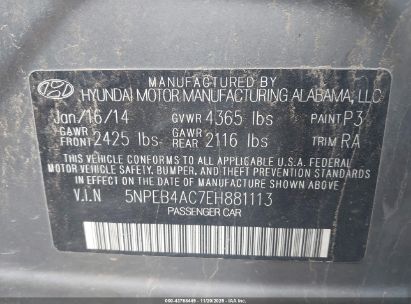 MANUFACTURED BY
HYUNDAI MOTOR MANUFACTURING ALABAMA, LLC
Jan/16/14 GVWR 4365 lbs PAINT P3
GAWR FRONT 2425 lbs- GAWR REAR 2116 lbs TRIM RA
THIS VEHICLE CONFORMS TO ALL APPLICABLE U.S. FEDERAL
MOTOR VEHICLE SAFETY, BUMPER, AND THEFT PREVENTION
STANDARDS IN EFFECT ON THE DATE OF MANUFACTURE SHOWN ABOVE.
V.I.N 5NPEB4AC7EH881113
PASSENGER CAR